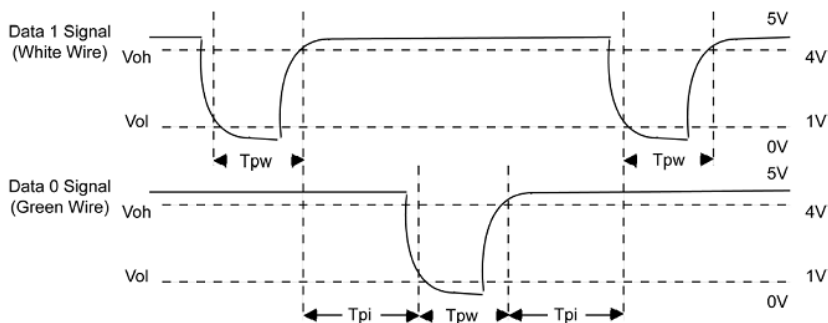 5V
Data 1 Signal
(White Wire)
Voh
4V
Vol
1V
0V
Tpw
Tpw
5V
Data 0 Signal
(Green Wire)
Voh
4V
Vol
1V
0V
Tpi
Tpw
Tpi